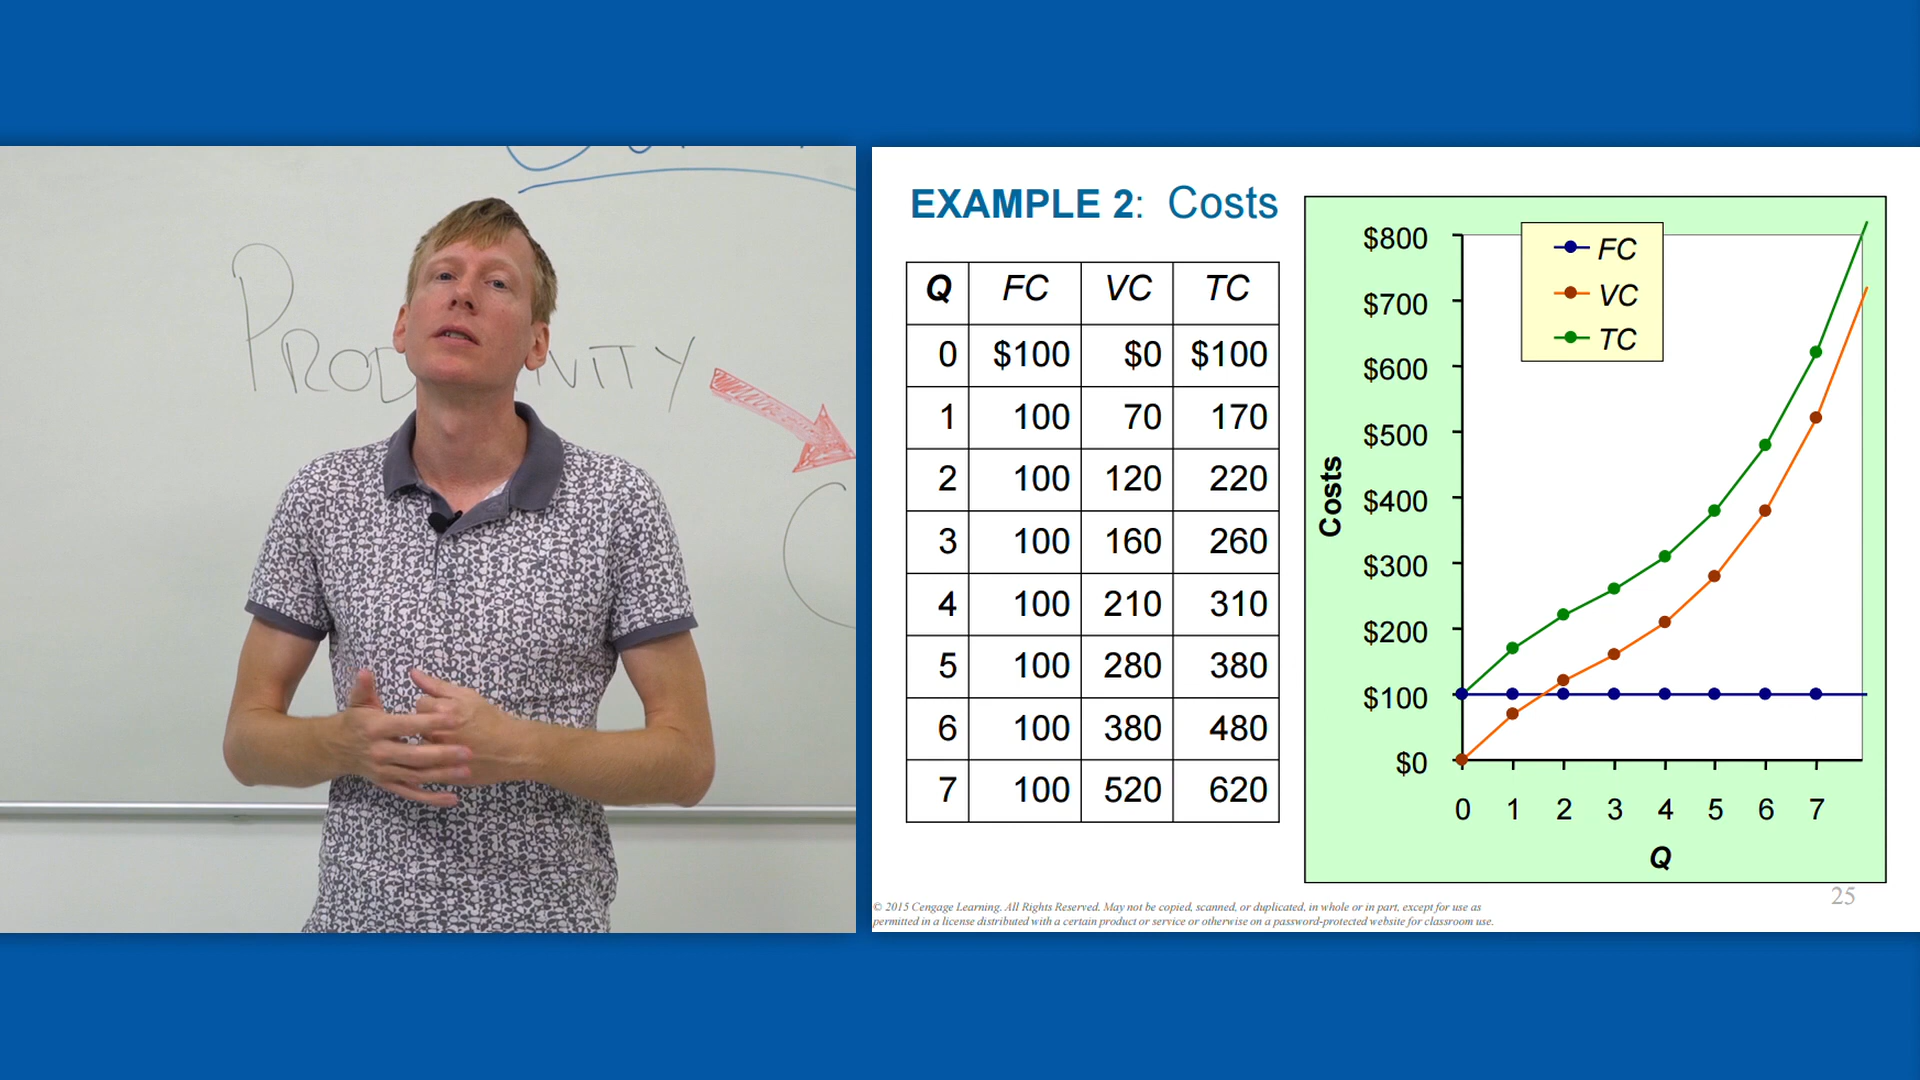 EXAMPLE 2: Costs
Q FC VC TC
0 $100 $0 $100
1 100 70 170
2 100 120 220
3 100 160 260
4 100 210 310
5 100 280 380
6 100 380 480
7 100 520 620
FC
VC
TC
$800
$700
$600
$500
$400
$300
$200
$100
$0
Costs
0 1 2 3 4 5 6 7
Q
25
© 2015 Cengage Learning. All Rights Reserved. May not be copied, scanned, or duplicated, in whole or in part, except for use as
permitted in a license distributed with a certain product or service or otherwise on a password-protected website for classroom use.